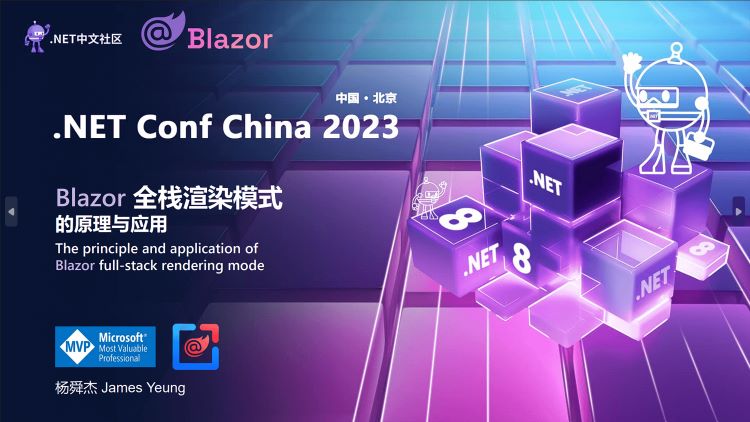 .NET中文社区
Blazor
中国·北京
.NET Conf China 2023
Blazor 全栈渲染模式
的原理与应用
The principle and application of
Blazor full-stack rendering mode
.NET
8
.NET
8
.NET
.NET
MVP
Microsoft®
Most Valuable
Professional
杨舜杰 James Yeung